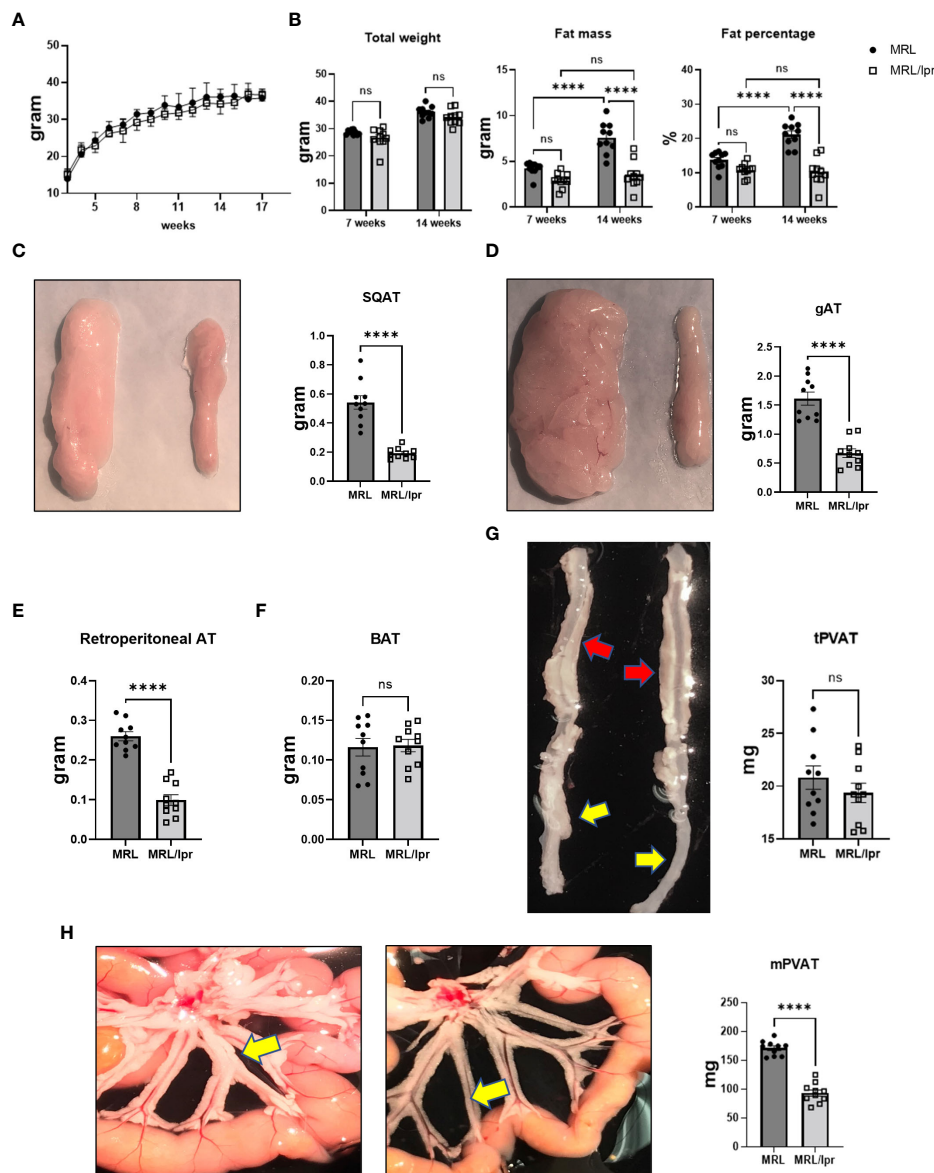 A
50
40
30
20
10
gram
5
8
11
14
17
weeks
B
Total weight
50
40
30
20
10
0
gram
ns
ns
7 weeks
14 weeks
Fat mass
15
10
5
0
gram
ns
****
****
ns
7 weeks
14 weeks
Fat percentage
40
30
20
10
0
%
ns
****
****
ns
7 weeks
14 weeks
MRL
MRL/lpr
C
SQAT
1.0
0.8
0.6
0.4
0.2
0.0
gram
****
MRL
MRL/lpr
D
gAT
2.5
2.0
1.5
1.0
0.5
0.0
gram
****
MRL
MRL/lpr
E
Retroperitoneal AT
0.4
0.3
0.2
0.1
0.0
gram
****
MRL
MRL/lpr
F
BAT
0.20
0.15
0.10
0.05
0.00
gram
ns
MRL
MRL/lpr
G
tPVAT
30
25
20
15
mg
ns
MRL
MRL/lpr
H
mPVAT
250
200
150
100
50
0
mg
****
MRL
MRL/lpr